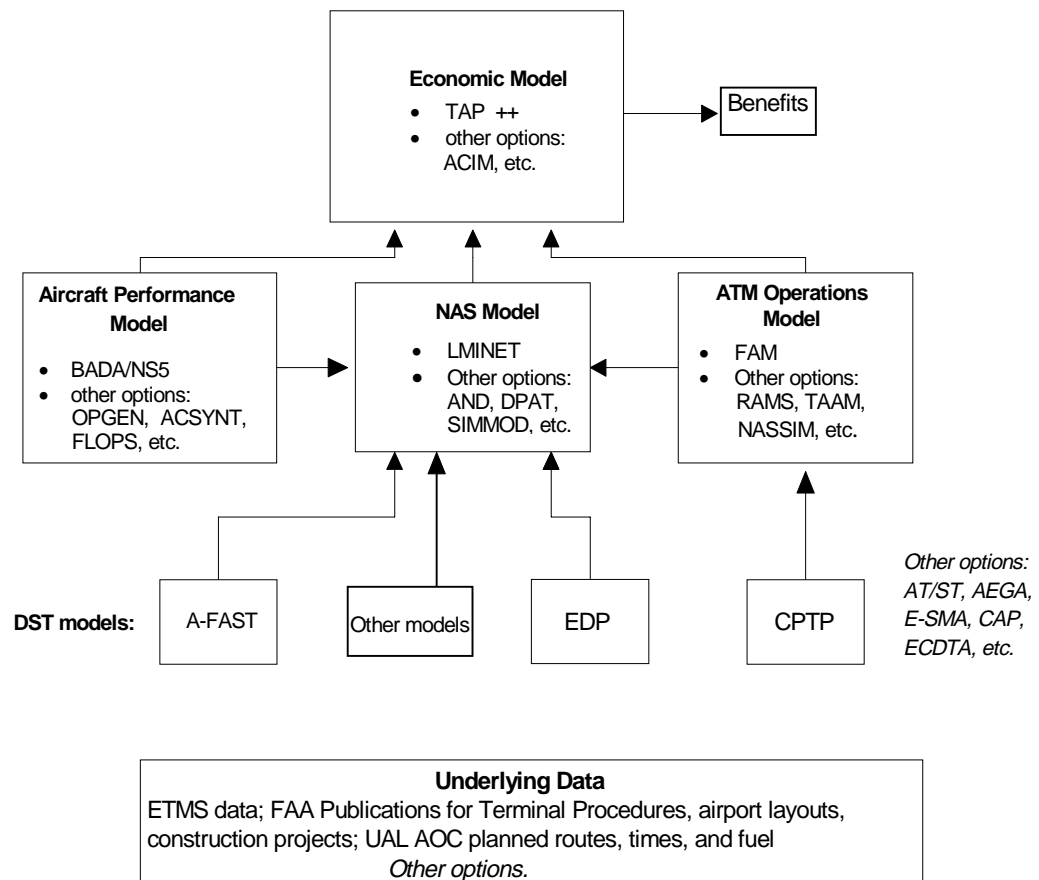 Economic Model
• TAP ++
• other options:
ACIM, etc.
Benefits
Aircraft Performance
Model
• BADA/NS5
• other options:
OPGEN, ACSYNT,
FLOPS, etc.
NAS Model
• LMINET
• Other options:
AND, DPAT,
SIMMOD, etc.
ATM Operations
Model
• FAM
• Other options:
RAMS, TAAM,
NASSIM, etc.
DST models:
A-FAST
Other models
EDP
CPTP
Other options:
AT/ST, AEGA,
E-SMA, CAP,
ECDTA, etc.
Underlying Data
ETMS data; FAA Publications for Terminal Procedures, airport layouts,
construction projects; UAL AOC planned routes, times, and fuel
Other options.